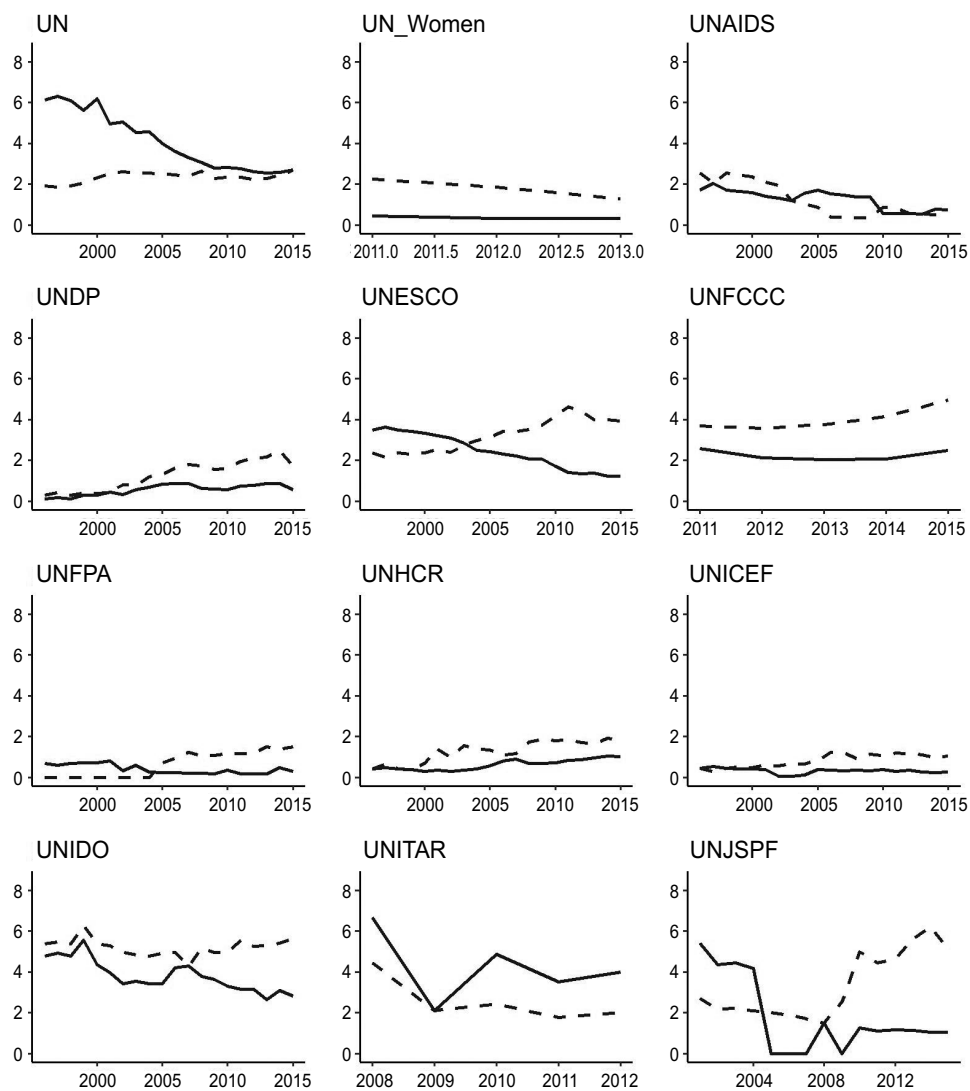 UN UN_Women UNAIDS
8 8 8
6 6 6
4 4 4
2 2 2
0 0 0
2000 2005 2010 2015 2011.0 2011.5 2012.0 2012.5 2013.0 2000 2005 2010 2015
UNDP UNESCO UNFCCC
8 8 8
6 6 6
4 4 4
2 2 2
0 0 0
2000 2005 2010 2015 2000 2005 2010 2015 2011 2012 2013 2014 2015
UNFPA UNHCR UNICEF
8 8 8
6 6 6
4 4 4
2 2 2
0 0 0
2000 2005 2010 2015 2000 2005 2010 2015 2000 2005 2010 2015
UNIDO UNITAR UNJSPF
8 8 8
6 6 6
4 4 4
2 2 2
0 0 0
2000 2005 2010 2015 2008 2009 2010 2011 2012 2004 2008 2012